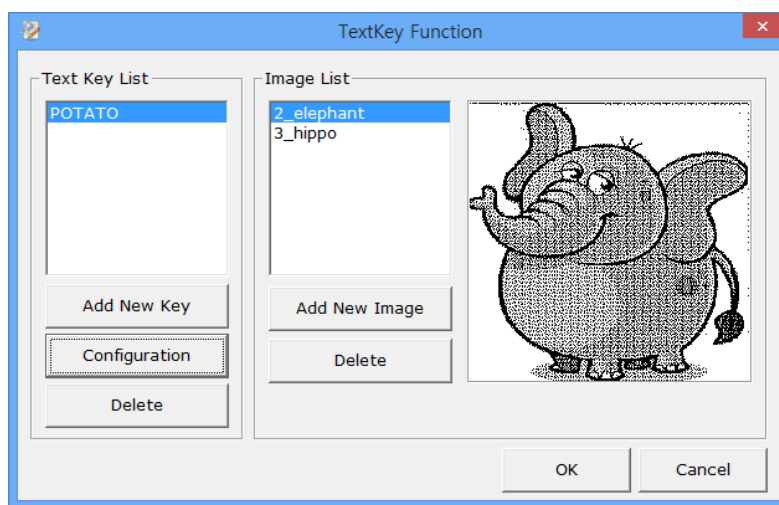 TextKey Function
Text Key List
POTATO
Add New Key
Configuration
Delete
Image List
2_elephant
3_hippo
Add New Image
Delete
OK
Cancel